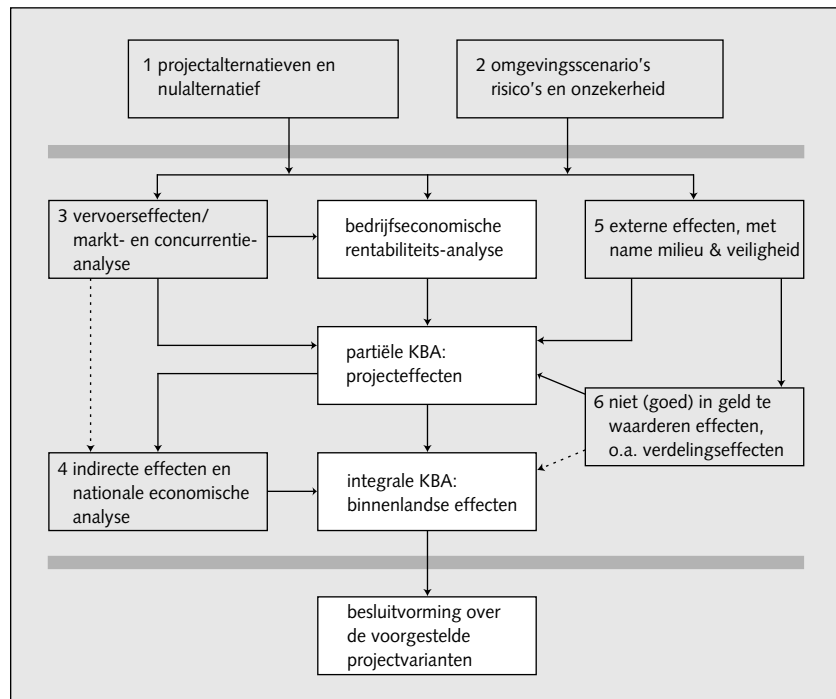 1 projectalternatieven en
nulalternatief
2 omgevingsscenario's
risico's en onzekerheid
3 vervoerseffecten/
markt- en concurrentie-
analyse
bedrijfseconomische
rentabiliteits-analyse
5 externe effecten, met
name milieu & veiligheid
partiële KBA:
projecteffecten
6 niet (goed) in geld te
waarderen effecten,
o.a. verdelingseffecten
4 indirecte effecten en
nationale economische
analyse
integrale KBA:
binnenlandse effecten
besluitvorming over
de voorgestelde
projectvarianten